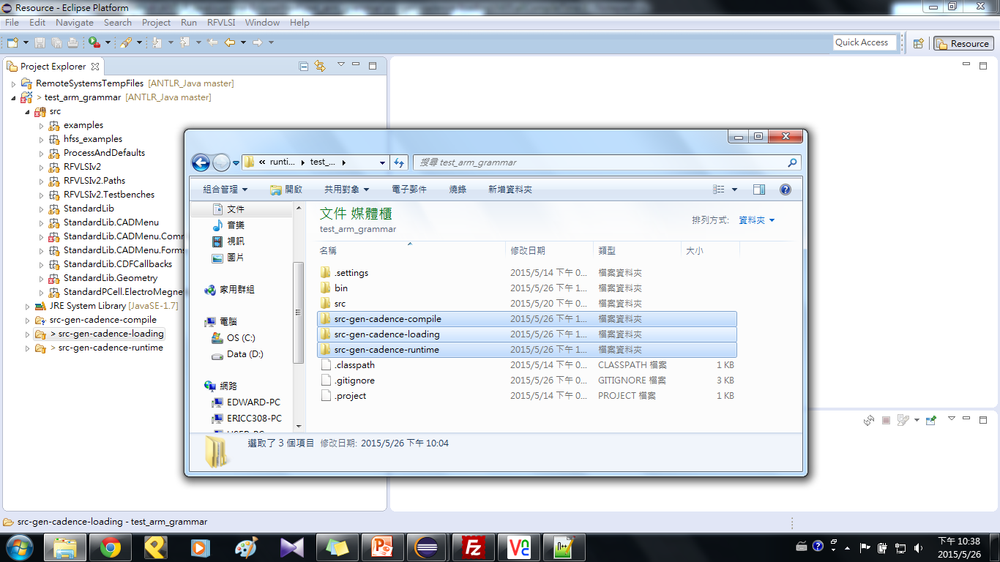 Resource - Eclipse Platform
File Edit Navigate Search Project Run RFVLSI Window Help
Quick Access
Resource
Project Explorer
RemoteSystemsTempFiles [ANTLR_Java master]
> test_arm_grammar [ANTLR_Java master]
src
examples
hfss_examples
ProcessAndDefaults
RFVLSIv2
RFVLSIv2.Paths
RFVLSIv2.Testbenches
StandardLib
StandardLib.CADMenu
StandardLib.CADMenu.Comr
StandardLib.CADMenu.Forms
StandardLib.CDFCallbacks
StandardLib.Geometry
StandardPCell.ElectroMegne
JRE System Library [JavaSE-1.7]
src-gen-cadence-compile
> src-gen-cadence-loading
> src-gen-cadence-runtime
« runti... test_...
搜尋 test_arm_grammar
組合管理 開啟 共用對象 電子郵件 燒錄 新增資料夾
文件
音樂
視訊
圖片
家用群組
電腦
OS (C:)
Data (D:)
網路
EDWARD-PC
ERICC308-PC
文件 媒體櫃
test_arm_grammar
排列方式: 資料夾
名稱 修改日期 類型 大小
.settings 2015/5/14 下午 0... 檔案資料夾
bin 2015/5/26 下午 1... 檔案資料夾
src 2015/5/20 下午 0... 檔案資料夾
src-gen-cadence-compile 2015/5/26 下午 1... 檔案資料夾
src-gen-cadence-loading 2015/5/26 下午 1... 檔案資料夾
src-gen-cadence-runtime 2015/5/26 下午 1... 檔案資料夾
.classpath 2015/5/14 下午 0... CLASSPATH 檔案 1 KB
.gitignore 2015/5/26 下午 0... GITIGNORE 檔案 3 KB
.project 2015/5/14 下午 0... PROJECT 檔案 1 KB
選取了 3 個項目 修改日期: 2015/5/26 下午 10:04
src-gen-cadence-loading - test_arm_grammar
下午 10:38
2015/5/26